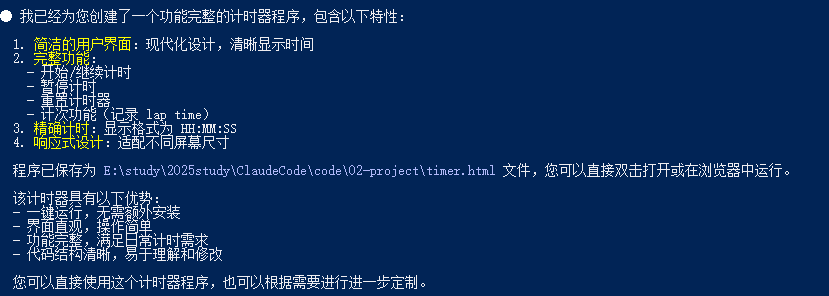 ● 我已经为您创建了一个功能完整的计时器程序，包含以下特性：
1. 简洁的用户界面：现代化设计，清晰显示时间
2. 完整功能：
- 开始/继续计时
- 暂停计时
- 重置计时器
- 计次功能（记录 lap time）
3. 精确计时：显示格式为 HH:MM:SS
4. 响应式设计：适配不同屏幕尺寸
程序已保存为 E:\study\2025study\ClaudeCode\code\02-project\timer.html 文件，您可以直接双击打开或在浏览器中运行。
该计时器具有以下优势：
- 一键运行，无需额外安装
- 界面直观，操作简单
- 功能完整，满足日常计时需求
- 代码结构清晰，易于理解和修改
您可以直接使用这个计时器程序，也可以根据需要进行进一步定制。